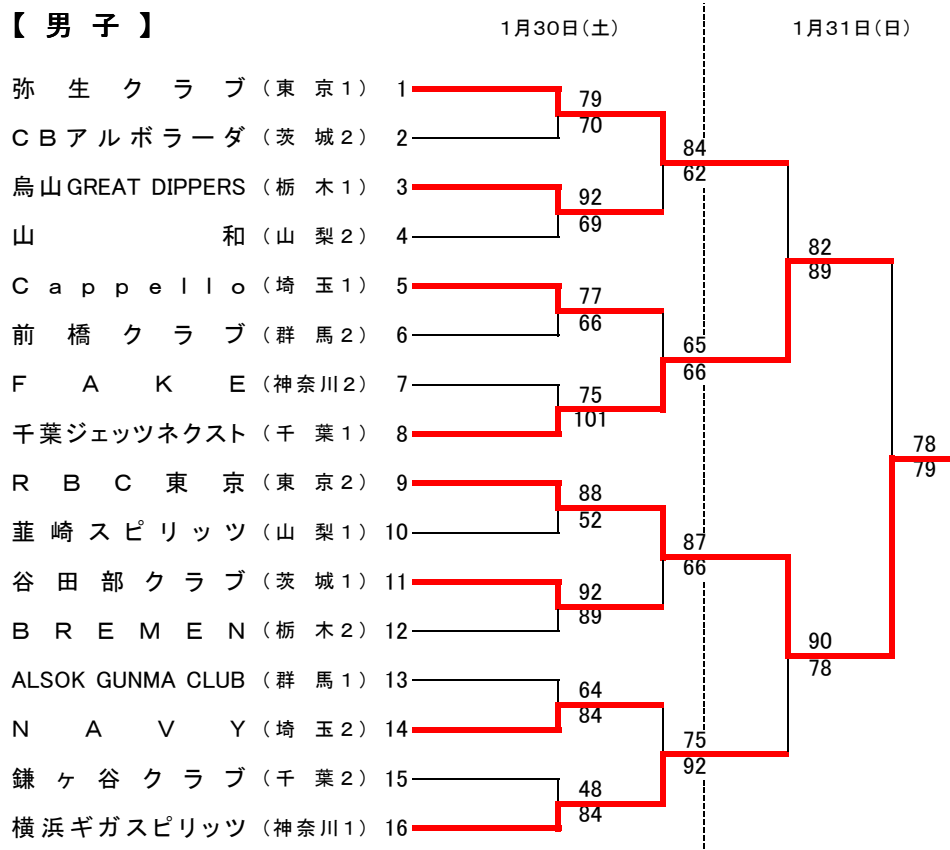 【 男 子 】
1月30日(土)
1月31日(日)
弥生クラブ (東京1) 1
CBアルボラーダ (茨城2) 2
烏山GREAT DIPPERS (栃木1) 3
山和 (山梨2) 4
Cappello (埼玉1) 5
前橋クラブ (群馬2) 6
FAKE (神奈川2) 7
千葉ジェッツネクスト (千葉1) 8
RBC東京 (東京2) 9
韮崎スピリッツ (山梨1) 10
谷田部クラブ (茨城1) 11
BREMEN (栃木2) 12
ALSOK GUNMA CLUB (群馬1) 13
NAVY (埼玉2) 14
鎌ヶ谷クラブ (千葉2) 15
横浜ギガスピリッツ (神奈川1) 16
79
70
92
69
77
66
75
101
88
52
92
89
64
84
48
84
84
62
65
66
87
66
75
92
82
89
90
78
78
79